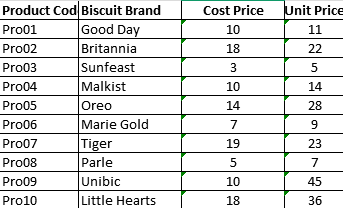 Product Cod Biscuit Brand Cost Price Unit Price
Pro01 Good Day 10 11
Pro02 Britannia 18 22
Pro03 Sunfeast 3 5
Pro04 Malkist 10 14
Pro05 Oreo 14 28
Pro06 Marie Gold 7 9
Pro07 Tiger 19 23
Pro08 Parle 5 7
Pro09 Unibic 10 45
Pro10 Little Hearts 18 36